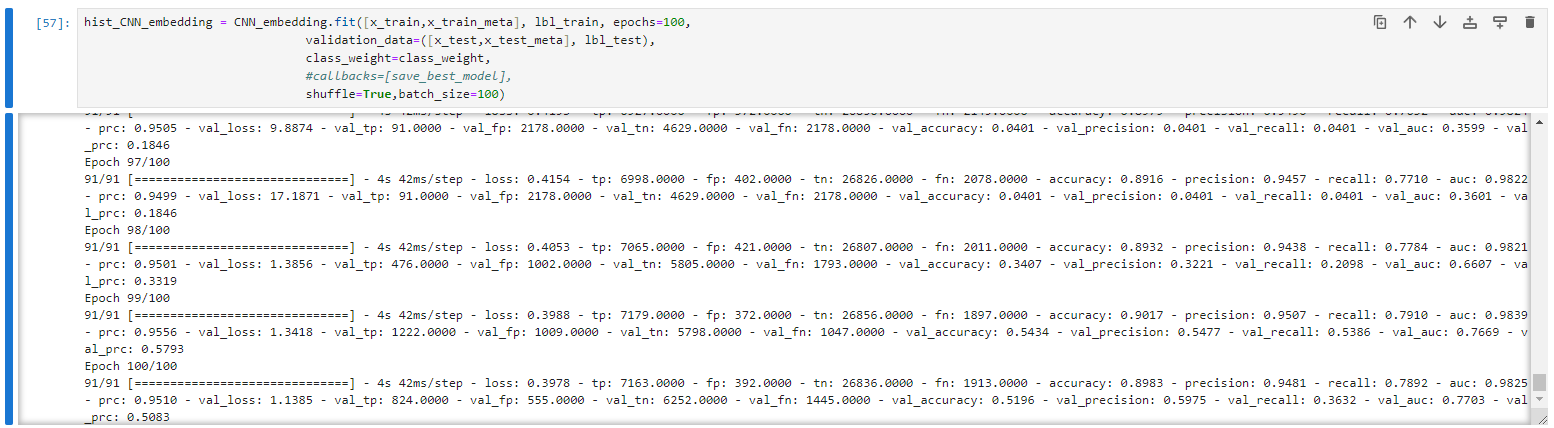 [57]: hist_CNN_embedding = CNN_embedding.fit([x_train,x_train_meta], lbl_train, epochs=100,
validation_data=([x_test,x_test_meta], lbl_test),
class_weight=class_weight,
#callbacks=[save_best_model],
shuffle=True,batch_size=100)
- prc: 0.9505 - val_loss: 9.8874 - val_tp: 91.0000 - val_fp: 2178.0000 - val_tn: 4629.0000 - val_fn: 2178.0000 - val_accuracy: 0.0401 - val_precision: 0.0401 - val_recall: 0.0401 - val_auc: 0.3599 - val
_prc: 0.1846
Epoch 97/100
91/91 [==============================] - 4s 42ms/step - loss: 0.4154 - tp: 6998.0000 - fp: 402.0000 - tn: 26826.0000 - fn: 2078.0000 - accuracy: 0.8916 - precision: 0.9457 - recall: 0.7710 - auc: 0.9822
- prc: 0.9499 - val_loss: 17.1871 - val_tp: 91.0000 - val_fp: 2178.0000 - val_tn: 4629.0000 - val_fn: 2178.0000 - val_accuracy: 0.0401 - val_precision: 0.0401 - val_recall: 0.0401 - val_auc: 0.3601 - va
l_prc: 0.1846
Epoch 98/100
91/91 [==============================] - 4s 42ms/step - loss: 0.4053 - tp: 7065.0000 - fp: 421.0000 - tn: 26807.0000 - fn: 2011.0000 - accuracy: 0.8932 - precision: 0.9438 - recall: 0.7784 - auc: 0.9821
- prc: 0.9501 - val_loss: 1.3856 - val_tp: 476.0000 - val_fp: 1002.0000 - val_tn: 5805.0000 - val_fn: 1793.0000 - val_accuracy: 0.3407 - val_precision: 0.3221 - val_recall: 0.2098 - val_auc: 0.6607 - va
l_prc: 0.3319
Epoch 99/100
91/91 [==============================] - 4s 42ms/step - loss: 0.3988 - tp: 7179.0000 - fp: 372.0000 - tn: 26856.0000 - fn: 1897.0000 - accuracy: 0.9017 - precision: 0.9507 - recall: 0.7910 - auc: 0.9839
- prc: 0.9556 - val_loss: 1.3418 - val_tp: 1222.0000 - val_fp: 1009.0000 - val_tn: 5798.0000 - val_fn: 1047.0000 - val_accuracy: 0.5434 - val_precision: 0.5477 - val_recall: 0.5386 - val_auc: 0.7669 - v
al_prc: 0.5793
Epoch 100/100
91/91 [==============================] - 4s 42ms/step - loss: 0.3978 - tp: 7163.0000 - fp: 392.0000 - tn: 26836.0000 - fn: 1913.0000 - accuracy: 0.8983 - precision: 0.9481 - recall: 0.7892 - auc: 0.9825
- prc: 0.9510 - val_loss: 1.1385 - val_tp: 824.0000 - val_fp: 555.0000 - val_tn: 6252.0000 - val_fn: 1445.0000 - val_accuracy: 0.5196 - val_precision: 0.5975 - val_recall: 0.3632 - val_auc: 0.7703 - val
_prc: 0.5083